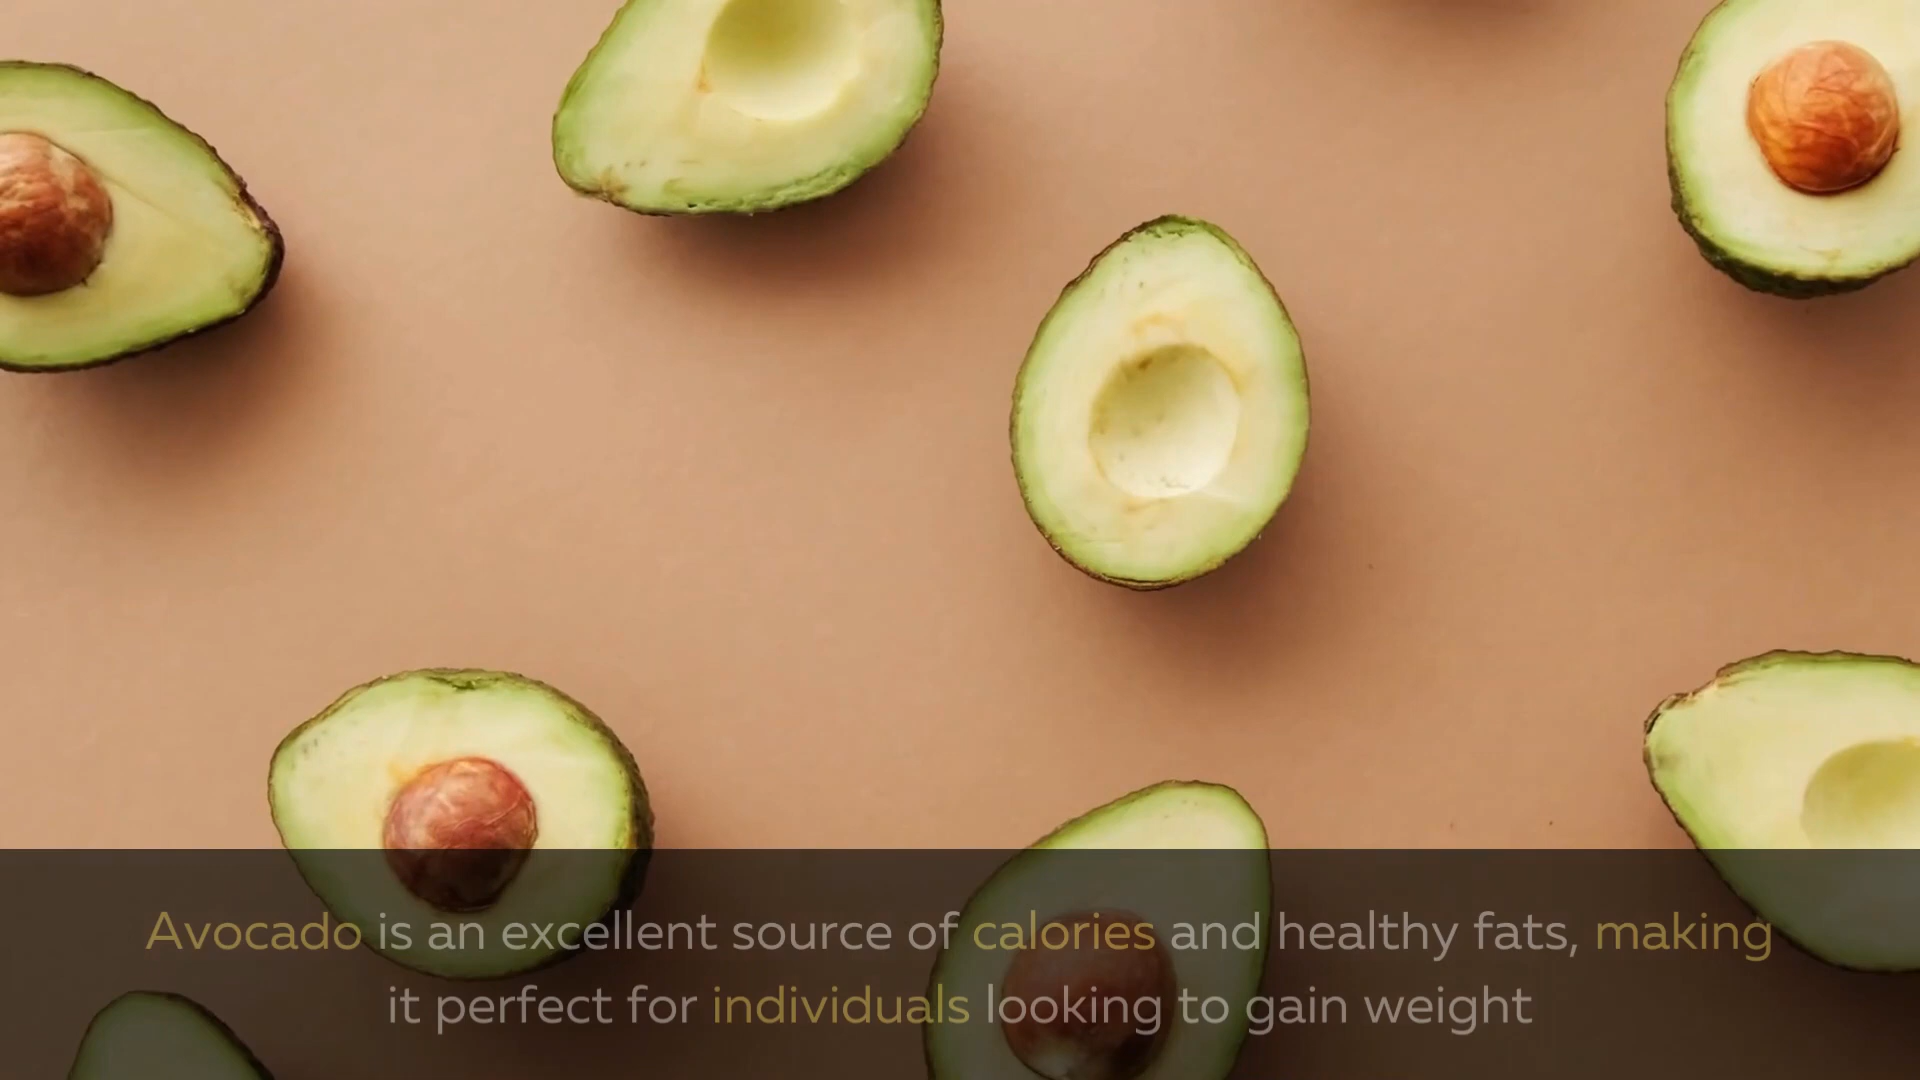 Avocado is an excellent source of calories and healthy fats, making
it perfect for individuals looking to gain weight